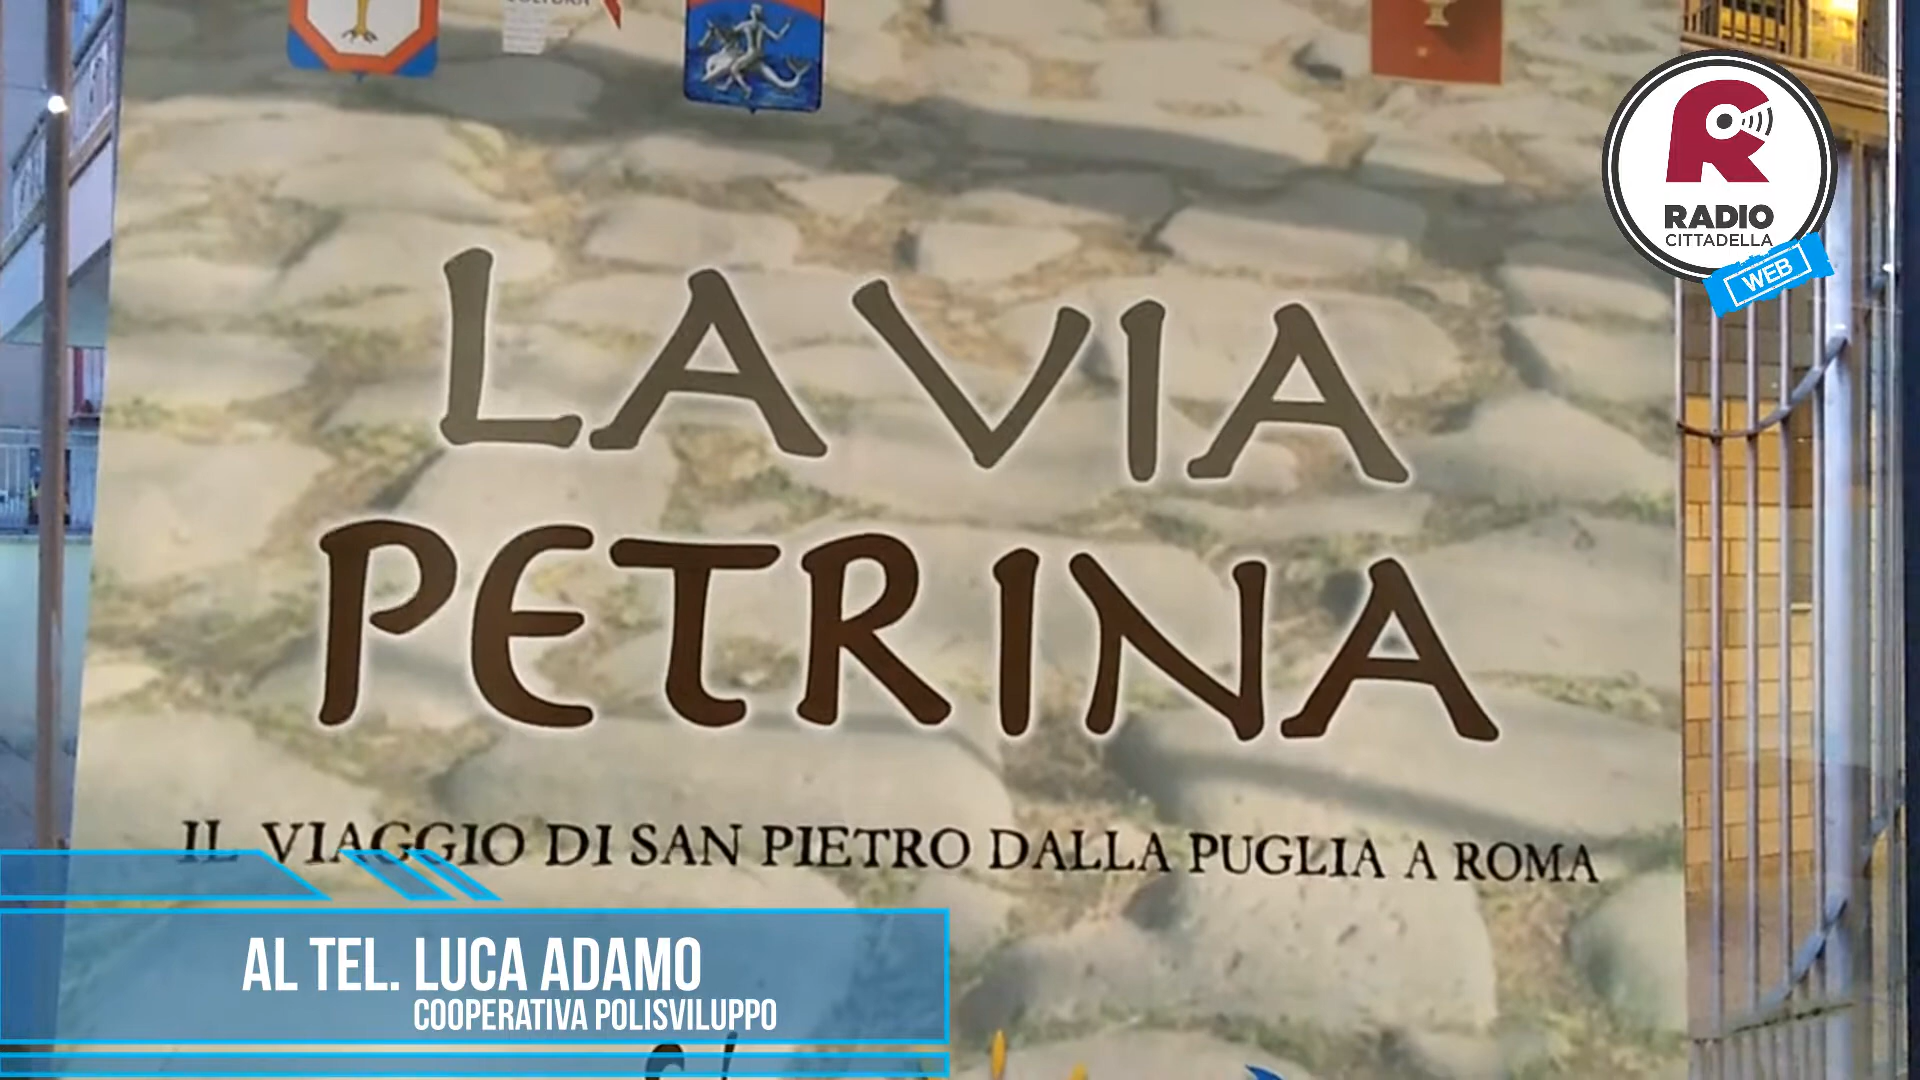 RADIO
CITTADELLA
WEB
LA VIA
PETRINA
IL VIAGGIO DI SAN PIETRO DALLA PUGLIA A ROMA
AL TEL. LUCA ADAMO
COOPERATIVA POLISVILUPPO